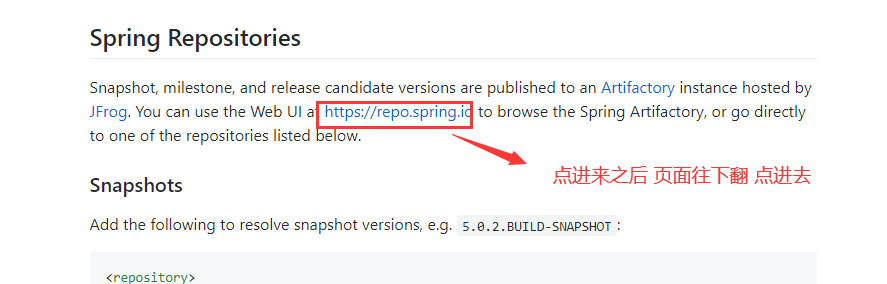 Spring Repositories
Snapshot, milestone, and release candidate versions are published to an Artifactory instance hosted by
JFrog. You can use the Web UI at https://repo.spring.io to browse the Spring Artifactory, or go directly
to one of the repositories listed below.
点进来之后 页面往下翻 点进去
Snapshots
Add the following to resolve snapshot versions, e.g. 5.0.2.BUILD-SNAPSHOT:
<repository>